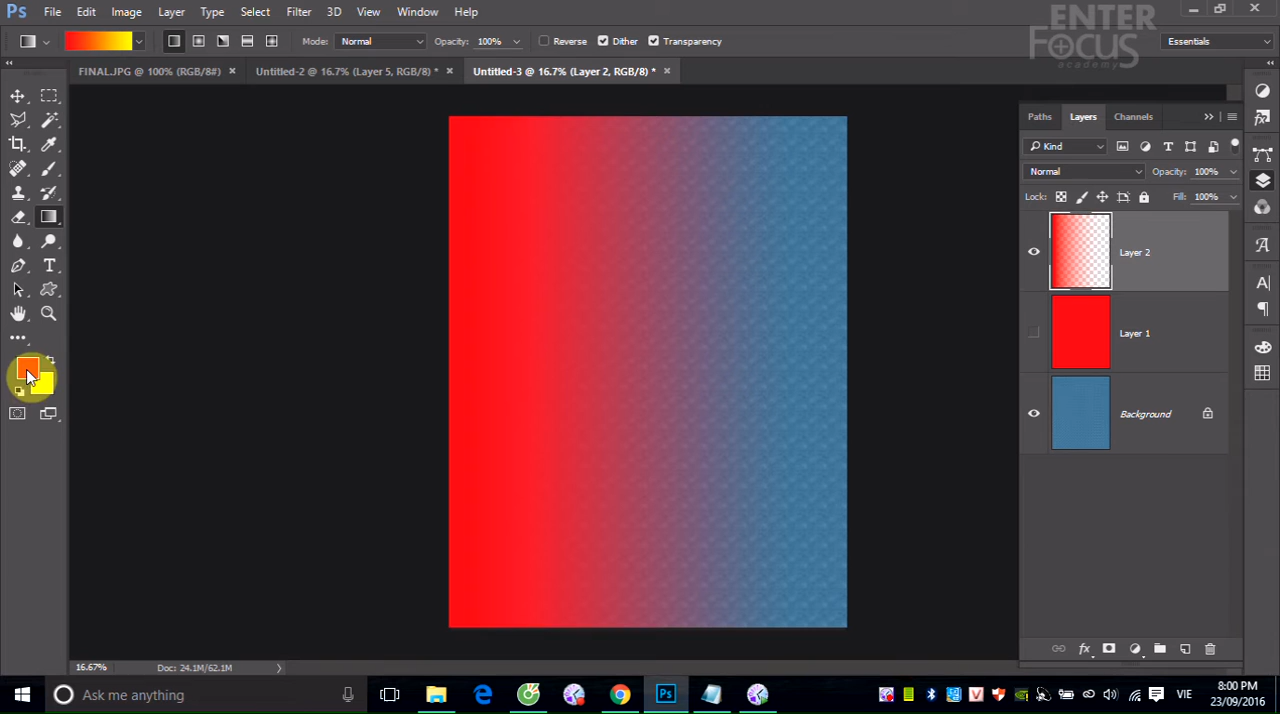 Ps File Edit Image Layer Type Select Filter 3D View Window Help
ENTER
FOCUS
academy
Mode: Normal Opacity: 100% Reverse Dither Transparency Essentials
FINAL.JPG @ 100% (RGB/8#) × Untitled-2 @ 16.7% (Layer 5, RGB/8) * × Untitled-3 @ 16.7% (Layer 2, RGB/8) * ×
Paths Layers Channels
Kind
Normal Opacity: 100%
Lock: Fill: 100%
Layer 2
Layer 1
Background
16.67% Doc: 24.1M/62.1M
Ask me anything
VIE
8:00 PM
23/09/2016